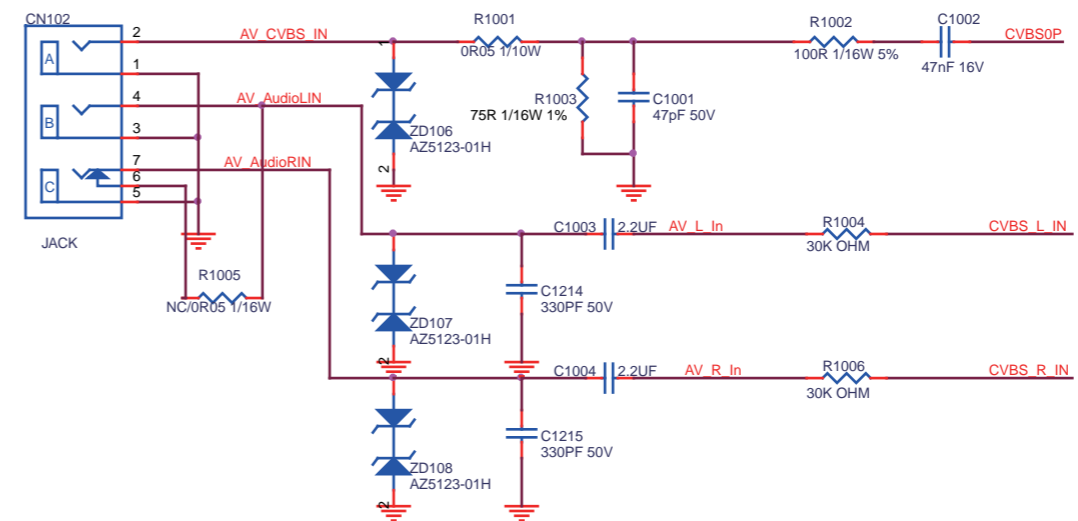 CN102
A
B
C
JACK
2
1
4
3
7
6
5
AV_CVBS_IN
AV_AudioLIN
AV_AudioRIN
R1005
NC/0R05 1/16W
1
ZD106
AZ5123-01H
2
R1001
0R05 1/10W
R1003
75R 1/16W 1%
C1001
47pF 50V
R1002
100R 1/16W 5%
C1002
47nF 16V
CVBS0P
ZD107
AZ5123-01H
2
C1214
330PF 50V
C1003
2.2UF
AV_L_In
R1004
30K OHM
CVBS_L_IN
ZD108
AZ5123-01H
2
C1215
330PF 50V
C1004
2.2UF
AV_R_In
R1006
30K OHM
CVBS_R_IN